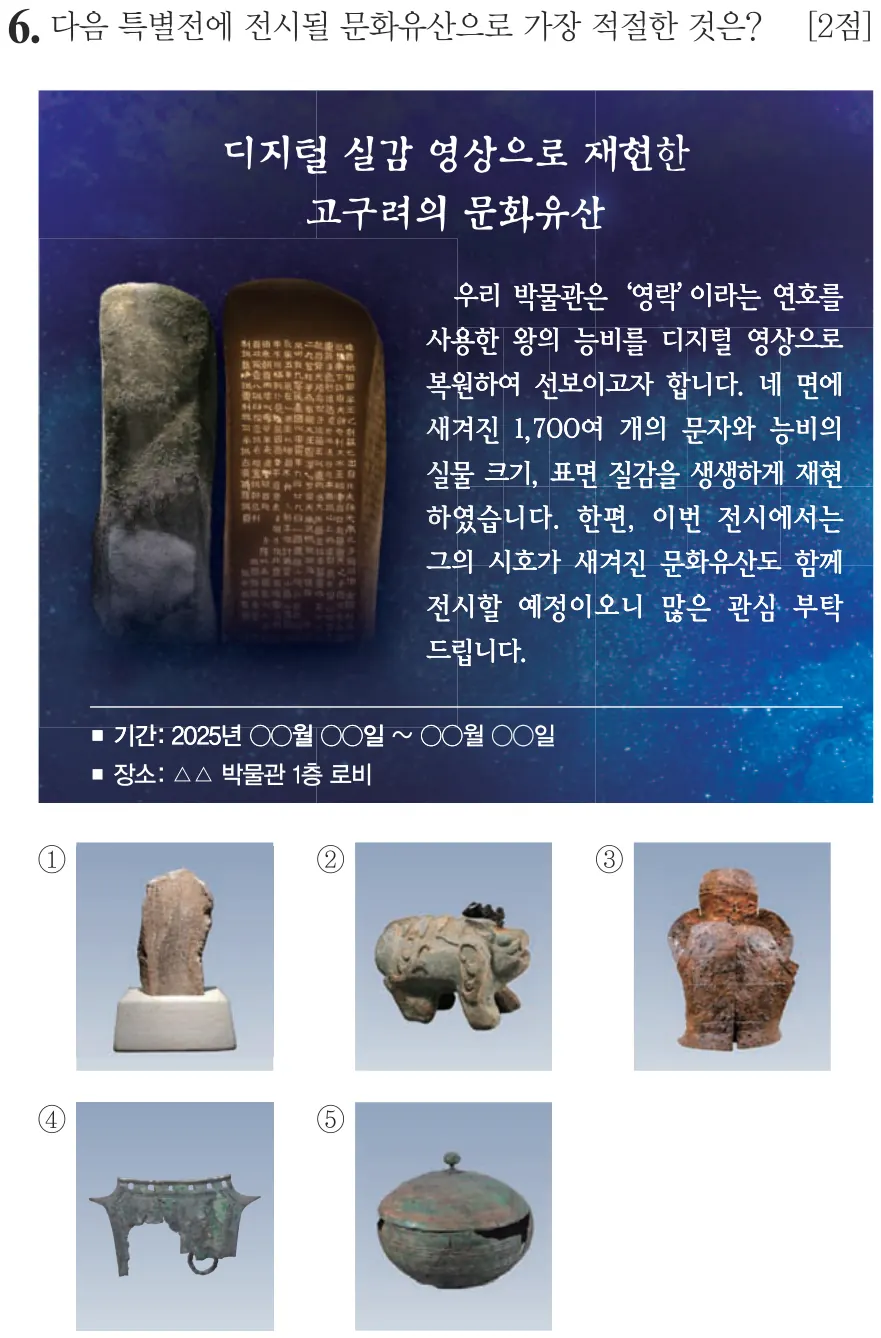 6. 다음 특별전에 전시될 문화유산으로 가장 적절한 것은? [2점]
디지털 실감 영상으로 재현한
고구려의 문화유산
우리 박물관은 ‘영락’이라는 연호를
사용한 왕의 능비를 디지털 영상으로
복원하여 선보이고자 합니다. 네 면에
새겨진 1,700여 개의 문자와 능비의
실물 크기, 표면 질감을 생생하게 재현
하였습니다. 한편, 이번 전시에서는
그의 시호가 새겨진 문화유산도 함께
전시할 예정이오니 많은 관심 부탁
드립니다.
■ 기간: 2025년 ○○월 ○○일 ~ ○○월 ○○일
■ 장소: △△ 박물관 1층 로비
① ② ③
④ ⑤